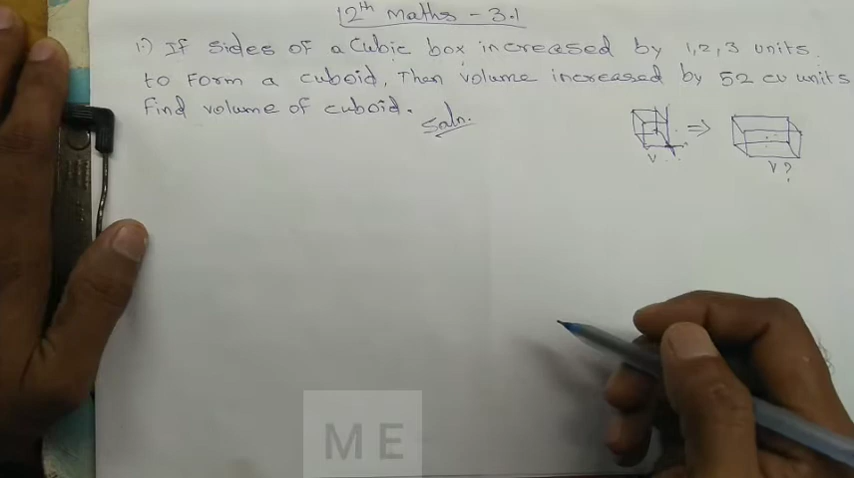 12th Maths - 3.1
1.) If sides of a Cubic box increased by 1, 2, 3 units.
to Form a cuboid, Then volume increased by 52 cu units
Find volume of cuboid.
Soln.
V
V?
ME